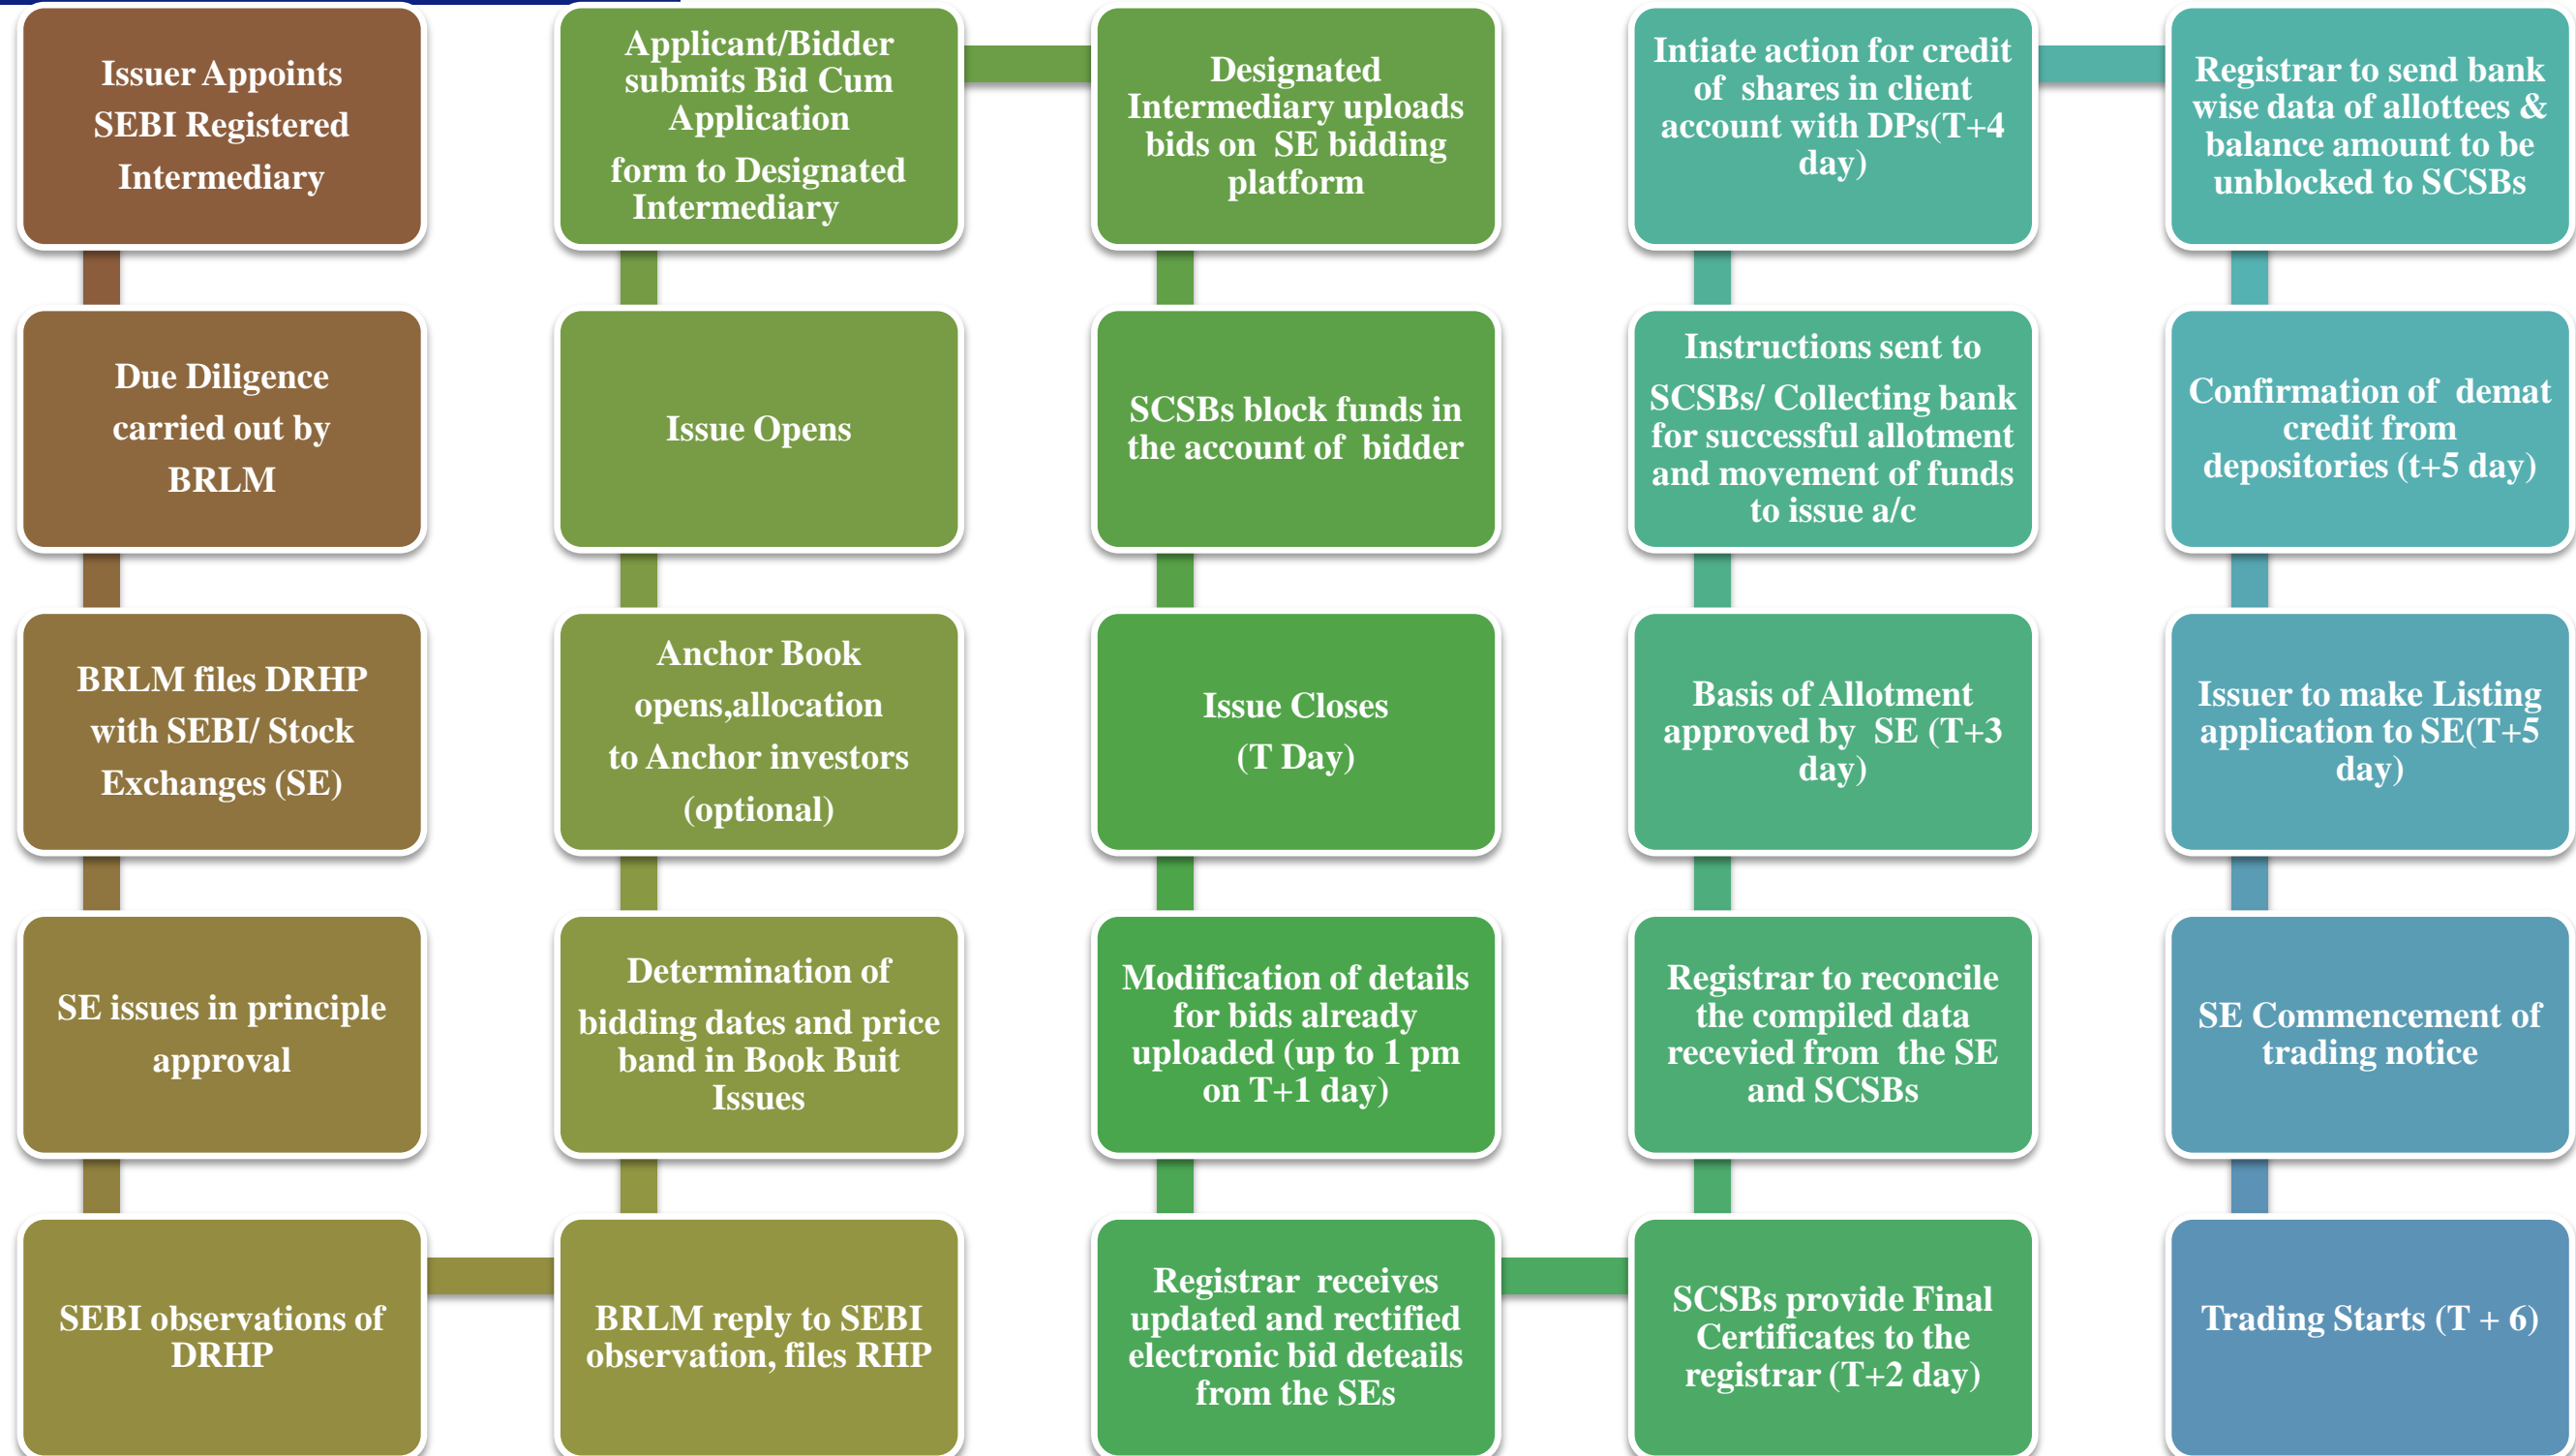 Issuer Appoints
SEBI Registered
Intermediary
Due Diligence
carried out by
BRLM
BRLM files DRHP
with SEBI/ Stock
Exchanges (SE)
SE issues in principle
approval
SEBI observations of
DRHP
BRLM reply to SEBI
observation, files RHP
Determination of
bidding dates and price
band in Book Buit
Issues
Anchor Book
opens,allocation
to Anchor investors
(optional)
Issue Opens
Applicant/Bidder
submits Bid Cum
Application
form to Designated
Intermediary
Designated
Intermediary uploads
bids on SE bidding
platform
SCSBs block funds in
the account of bidder
Issue Closes
(T Day)
Modification of details
for bids already
uploaded (up to 1 pm
on T+1 day)
Registrar receives
updated and rectified
electronic bid deteails
from the SEs
SCSBs provide Final
Certificates to the
registrar (T+2 day)
Registrar to reconcile
the compiled data
recevied from the SE
and SCSBs
Basis of Allotment
approved by SE (T+3
day)
Instructions sent to
SCSBs/ Collecting bank
for successful allotment
and movement of funds
to issue a/c
Intiate action for credit
of shares in client
account with DPs(T+4
day)
Registrar to send bank
wise data of allottees &
balance amount to be
unblocked to SCSBs
Confirmation of demat
credit from
depositories (t+5 day)
Issuer to make Listing
application to SE(T+5
day)
SE Commencement of
trading notice
Trading Starts (T + 6)